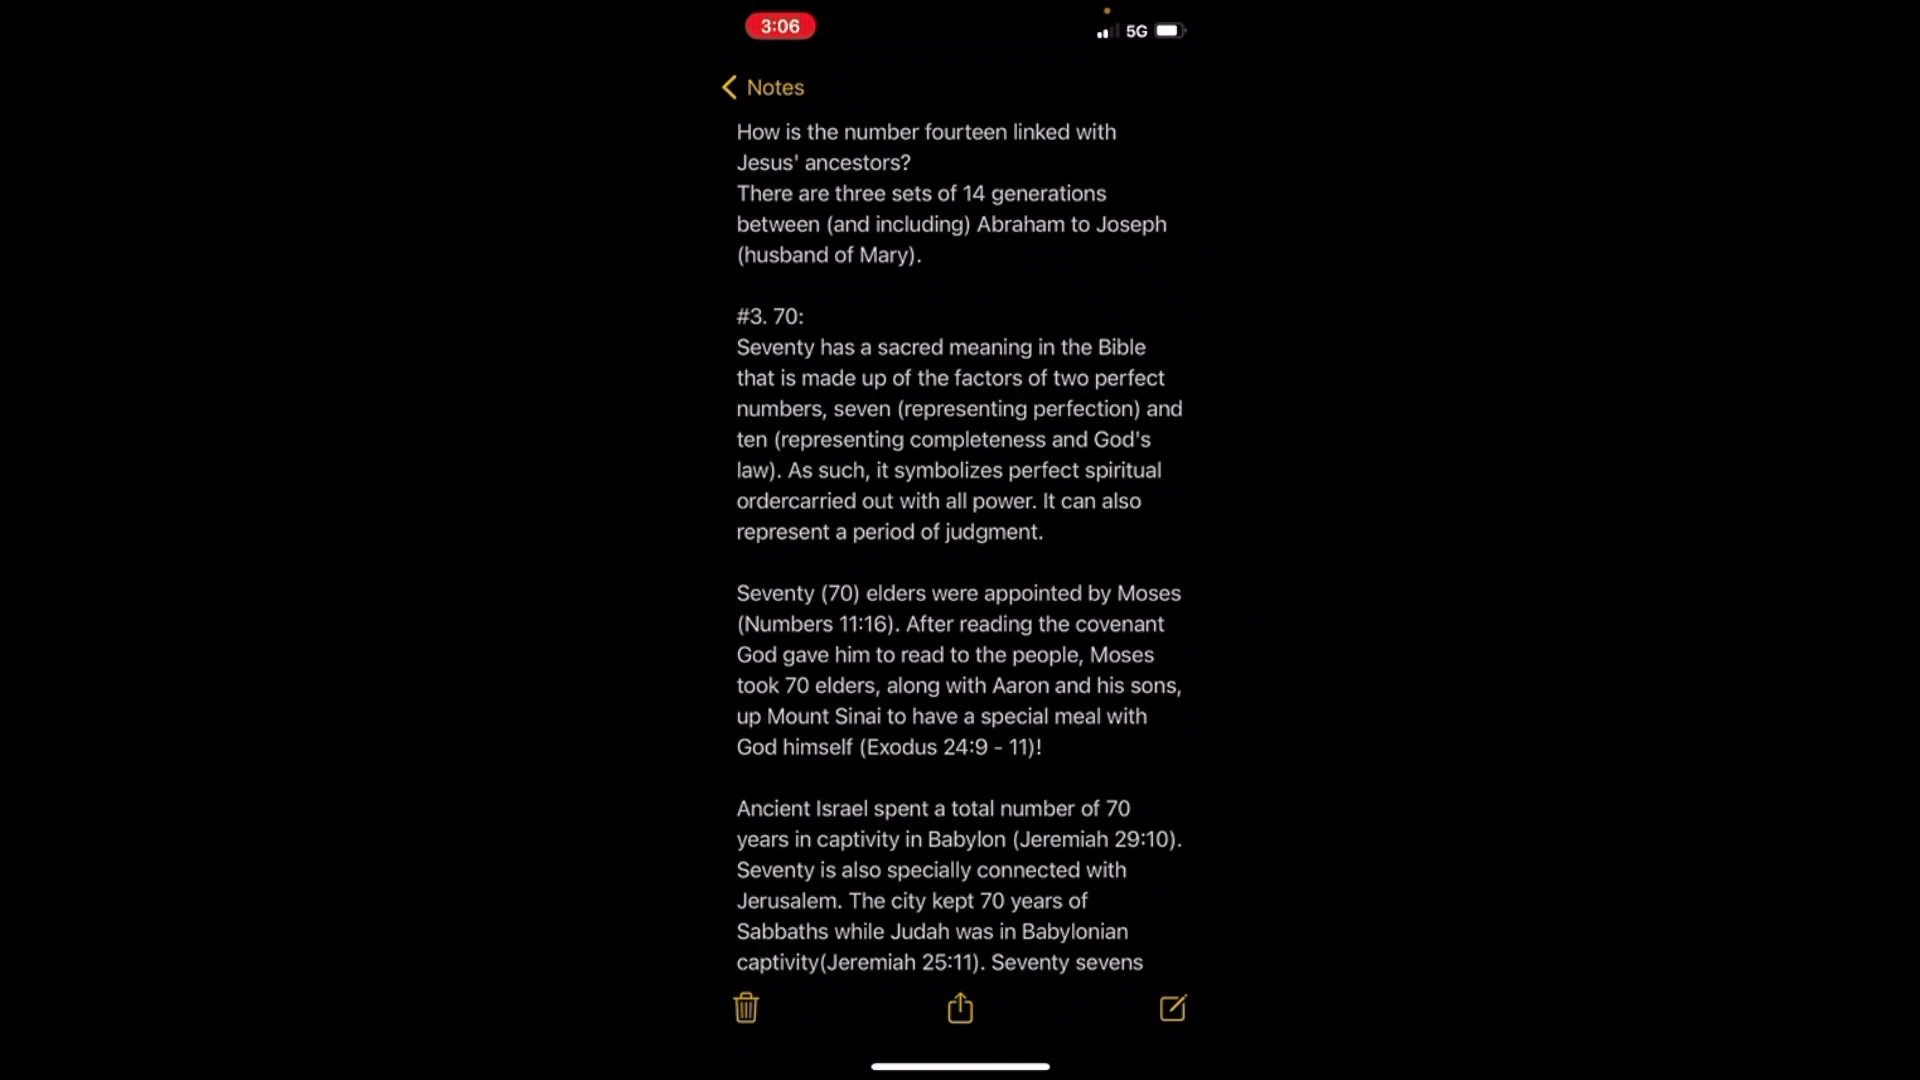 3:06
5G
Notes
How is the number fourteen linked with
Jesus' ancestors?
There are three sets of 14 generations
between (and including) Abraham to Joseph
(husband of Mary).
#3. 70:
Seventy has a sacred meaning in the Bible
that is made up of the factors of two perfect
numbers, seven (representing perfection) and
ten (representing completeness and God's
law). As such, it symbolizes perfect spiritual
ordercarried out with all power. It can also
represent a period of judgment.
Seventy (70) elders were appointed by Moses
(Numbers 11:16). After reading the covenant
God gave him to read to the people, Moses
took 70 elders, along with Aaron and his sons,
up Mount Sinai to have a special meal with
God himself (Exodus 24:9 - 11)!
Ancient Israel spent a total number of 70
years in captivity in Babylon (Jeremiah 29:10).
Seventy is also specially connected with
Jerusalem. The city kept 70 years of
Sabbaths while Judah was in Babylonian
captivity(Jeremiah 25:11). Seventy sevens